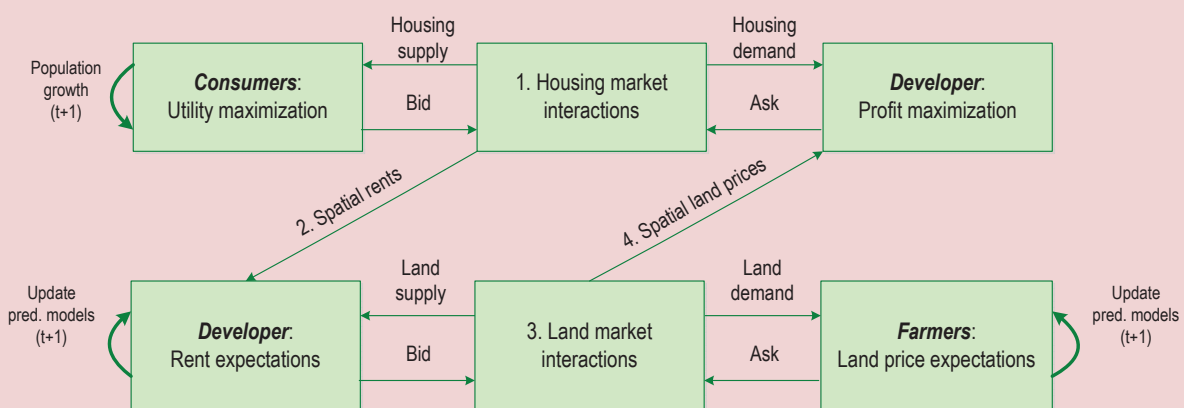 Housing
supply
Housing
demand
Population
growth
(t+1)
Consumers:
Utility maximization
Bid
1. Housing market
interactions
Ask
Developer:
Profit maximization
2. Spatial rents
4. Spatial land prices
Land
supply
Land
demand
Update
pred. models
(t+1)
Developer:
Rent expectations
Bid
3. Land market
interactions
Ask
Farmers:
Land price expectations
Update
pred. models
(t+1)